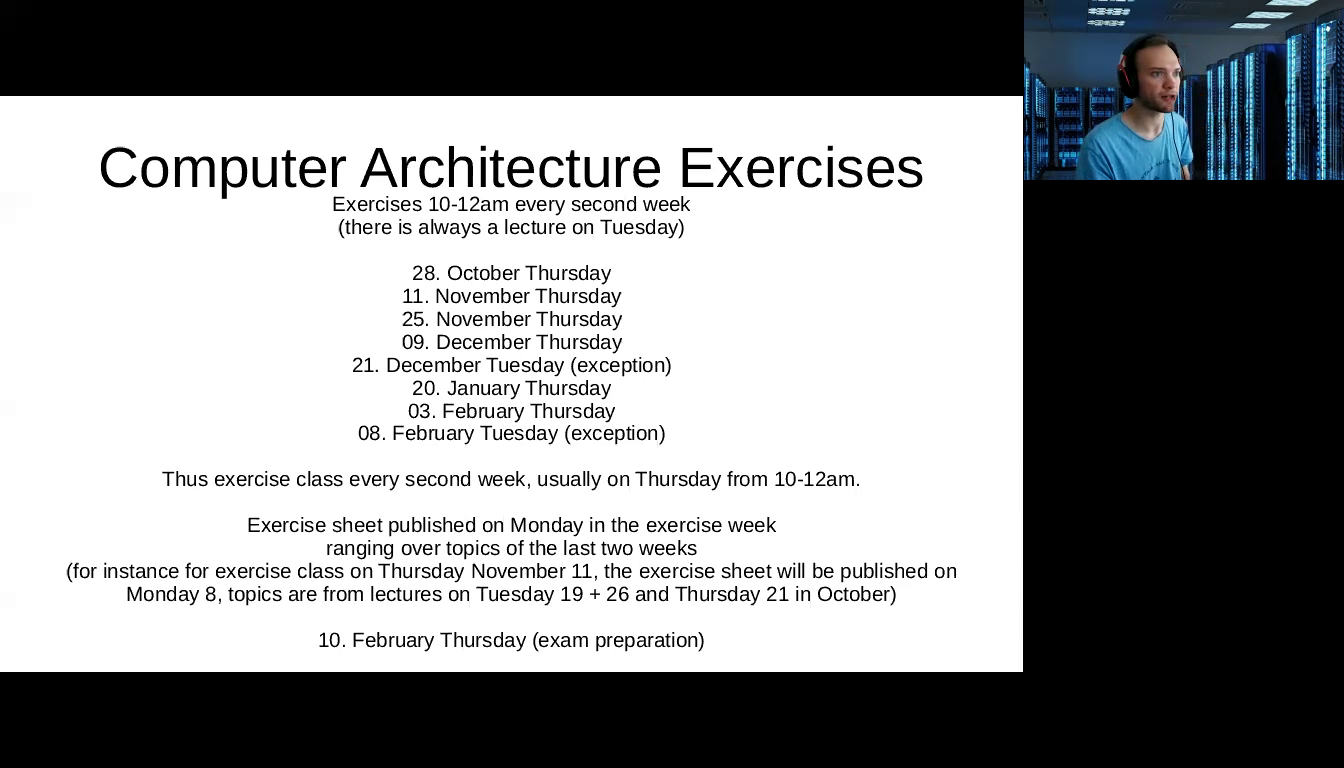 Computer Architecture Exercises
Exercises 10-12am every second week
(there is always a lecture on Tuesday)
28. October Thursday
11. November Thursday
25. November Thursday
09. December Thursday
21. December Tuesday (exception)
20. January Thursday
03. February Thursday
08. February Tuesday (exception)
Thus exercise class every second week, usually on Thursday from 10-12am.
Exercise sheet published on Monday in the exercise week
ranging over topics of the last two weeks
(for instance for exercise class on Thursday November 11, the exercise sheet will be published on
Monday 8, topics are from lectures on Tuesday 19 + 26 and Thursday 21 in October)
10. February Thursday (exam preparation)